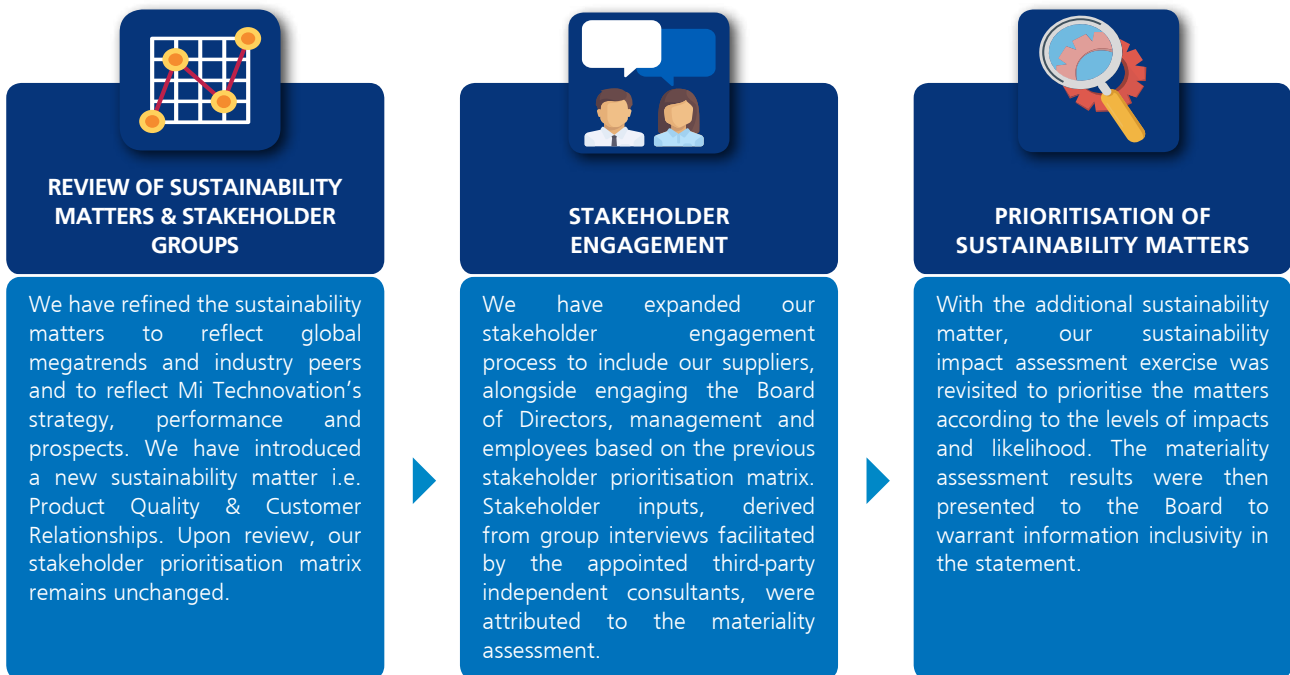 REVIEW OF SUSTAINABILITY
MATTERS & STAKEHOLDER
GROUPS
We have refined the sustainability
matters to reflect global
megatrends and industry peers
and to reflect Mi Technovation’s
strategy, performance and
prospects. We have introduced
a new sustainability matter i.e.
Product Quality & Customer
Relationships. Upon review, our
stakeholder prioritisation matrix
remains unchanged.
STAKEHOLDER
ENGAGEMENT
We have expanded our
stakeholder engagement
process to include our suppliers,
alongside engaging the Board
of Directors, management and
employees based on the previous
stakeholder prioritisation matrix.
Stakeholder inputs, derived
from group interviews facilitated
by the appointed third-party
independent consultants, were
attributed to the materiality
assessment.
PRIORITISATION OF
SUSTAINABILITY MATTERS
With the additional sustainability
matter, our sustainability
impact assessment exercise was
revisited to prioritise the matters
according to the levels of impacts
and likelihood. The materiality
assessment results were then
presented to the Board to
warrant information inclusivity in
the statement.